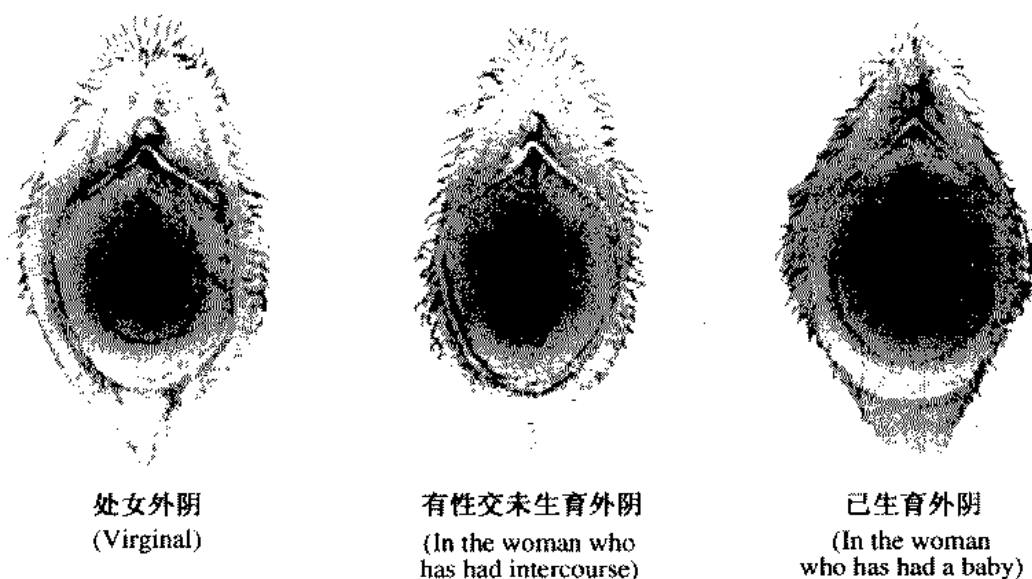 处女外阴
(Virginal)
有性交未生育外阴
(In the woman who
has had intercourse)
已生育外阴
(In the woman
who has had a baby)